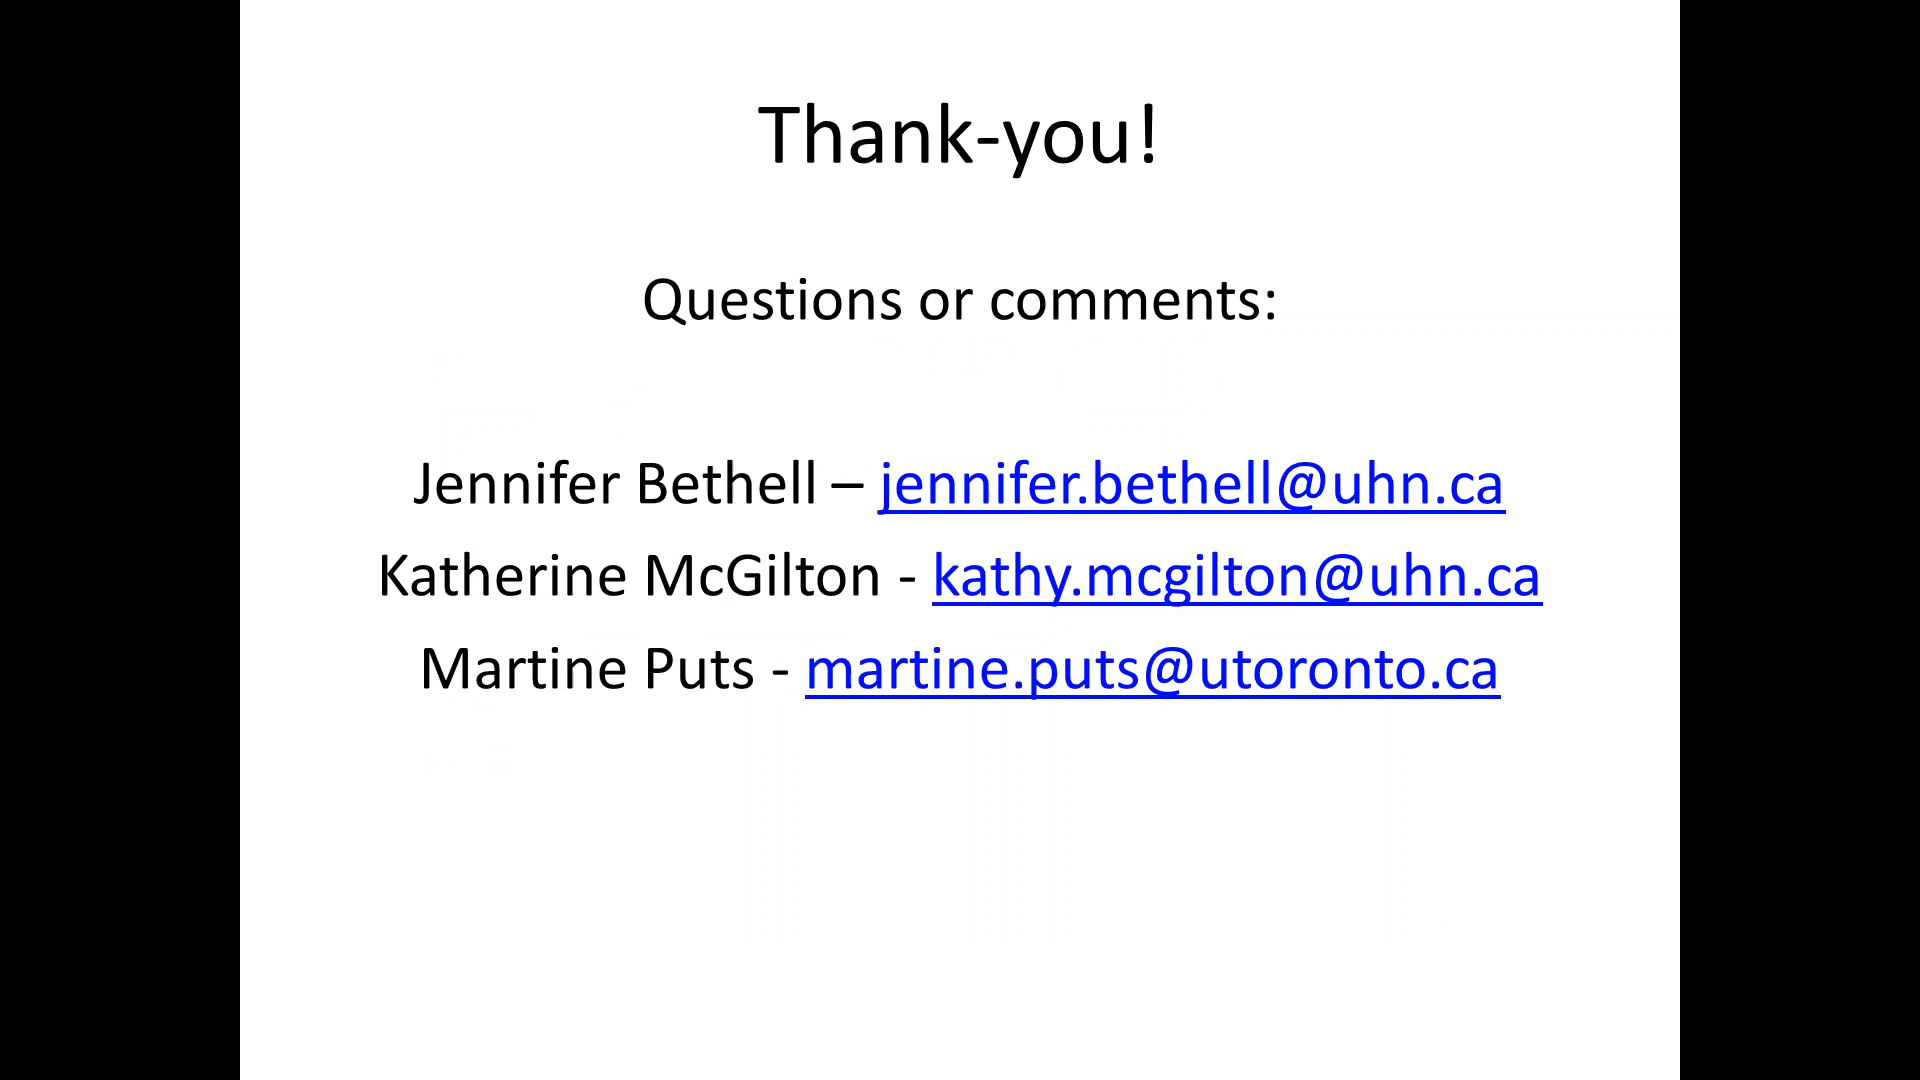 Thank-you!
Questions or comments:
Jennifer Bethell – jennifer.bethell@uhn.ca
Katherine McGilton - kathy.mcgilton@uhn.ca
Martine Puts - martine.puts@utoronto.ca